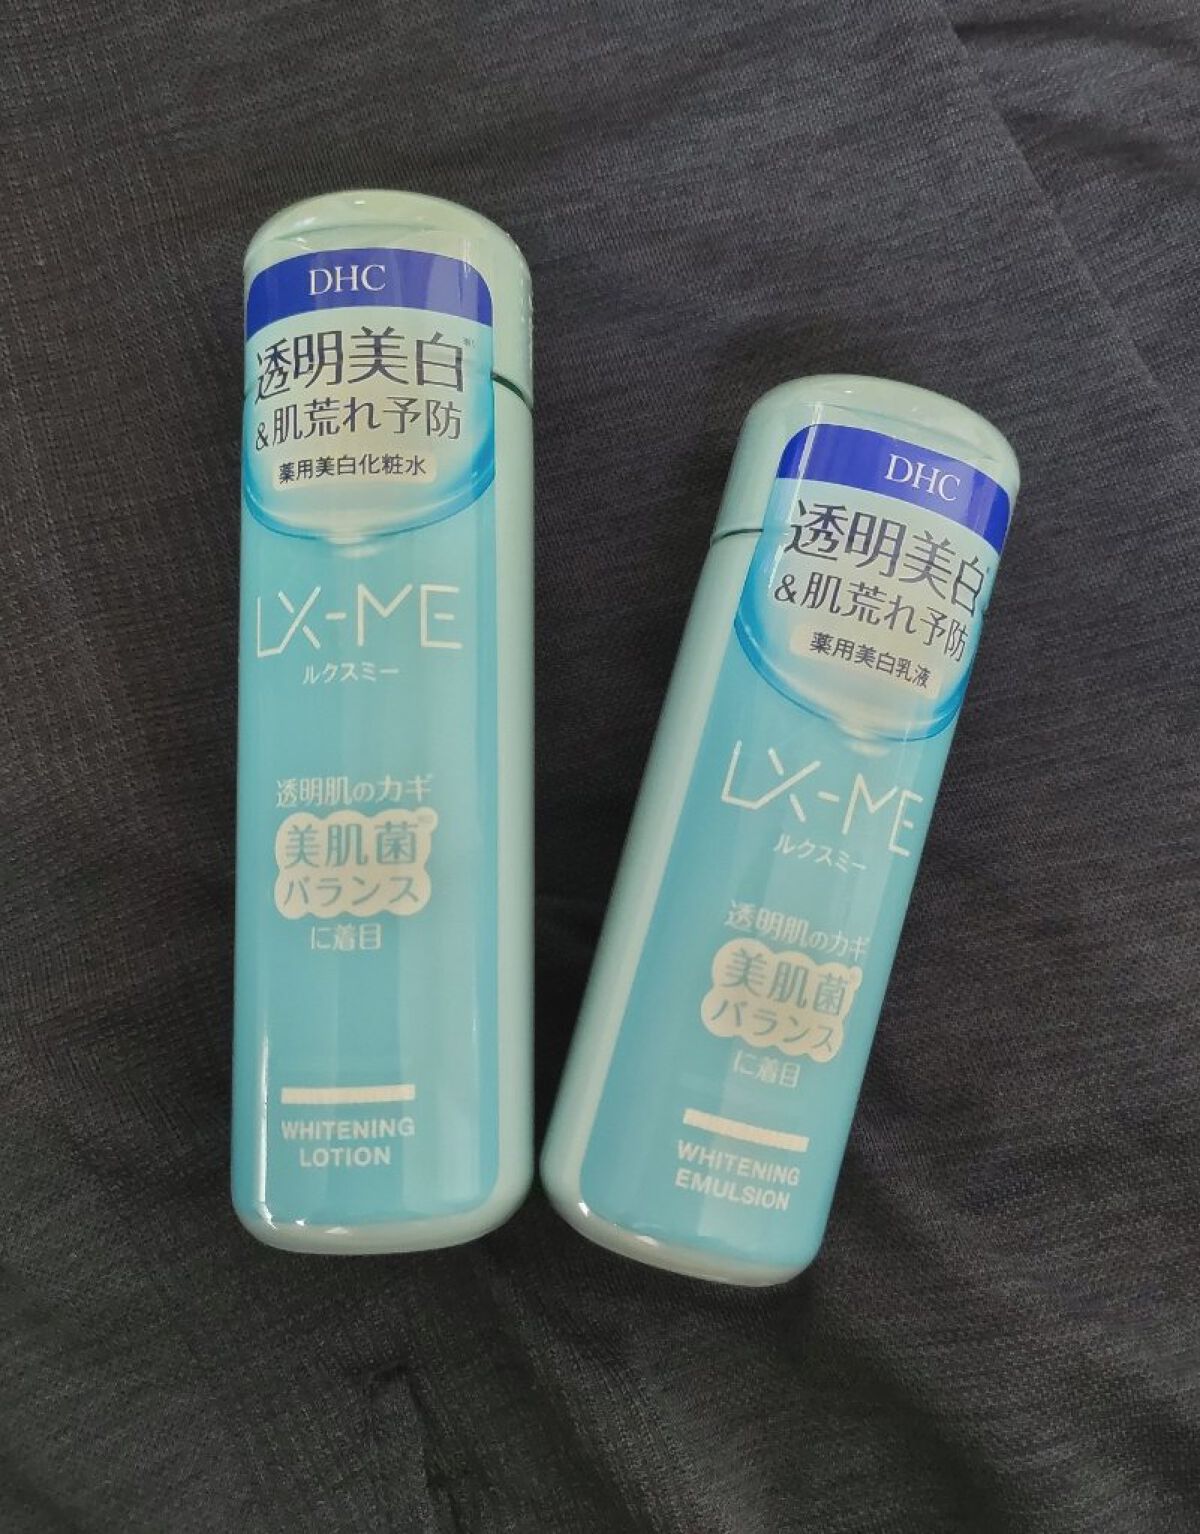 DHC
透明美白
&肌荒れ予防
薬用美白化粧水
LX-ME
ルクスミー
透明肌のカギ
美肌菌
バランス
に着目
WHITENING
LOTION
DHC
透明美白
&肌荒れ予防
薬用美白乳液
LX-ME
ルクスミー
透明肌のカギ
美肌菌
バランス
に着目
WHITENING
EMULSION